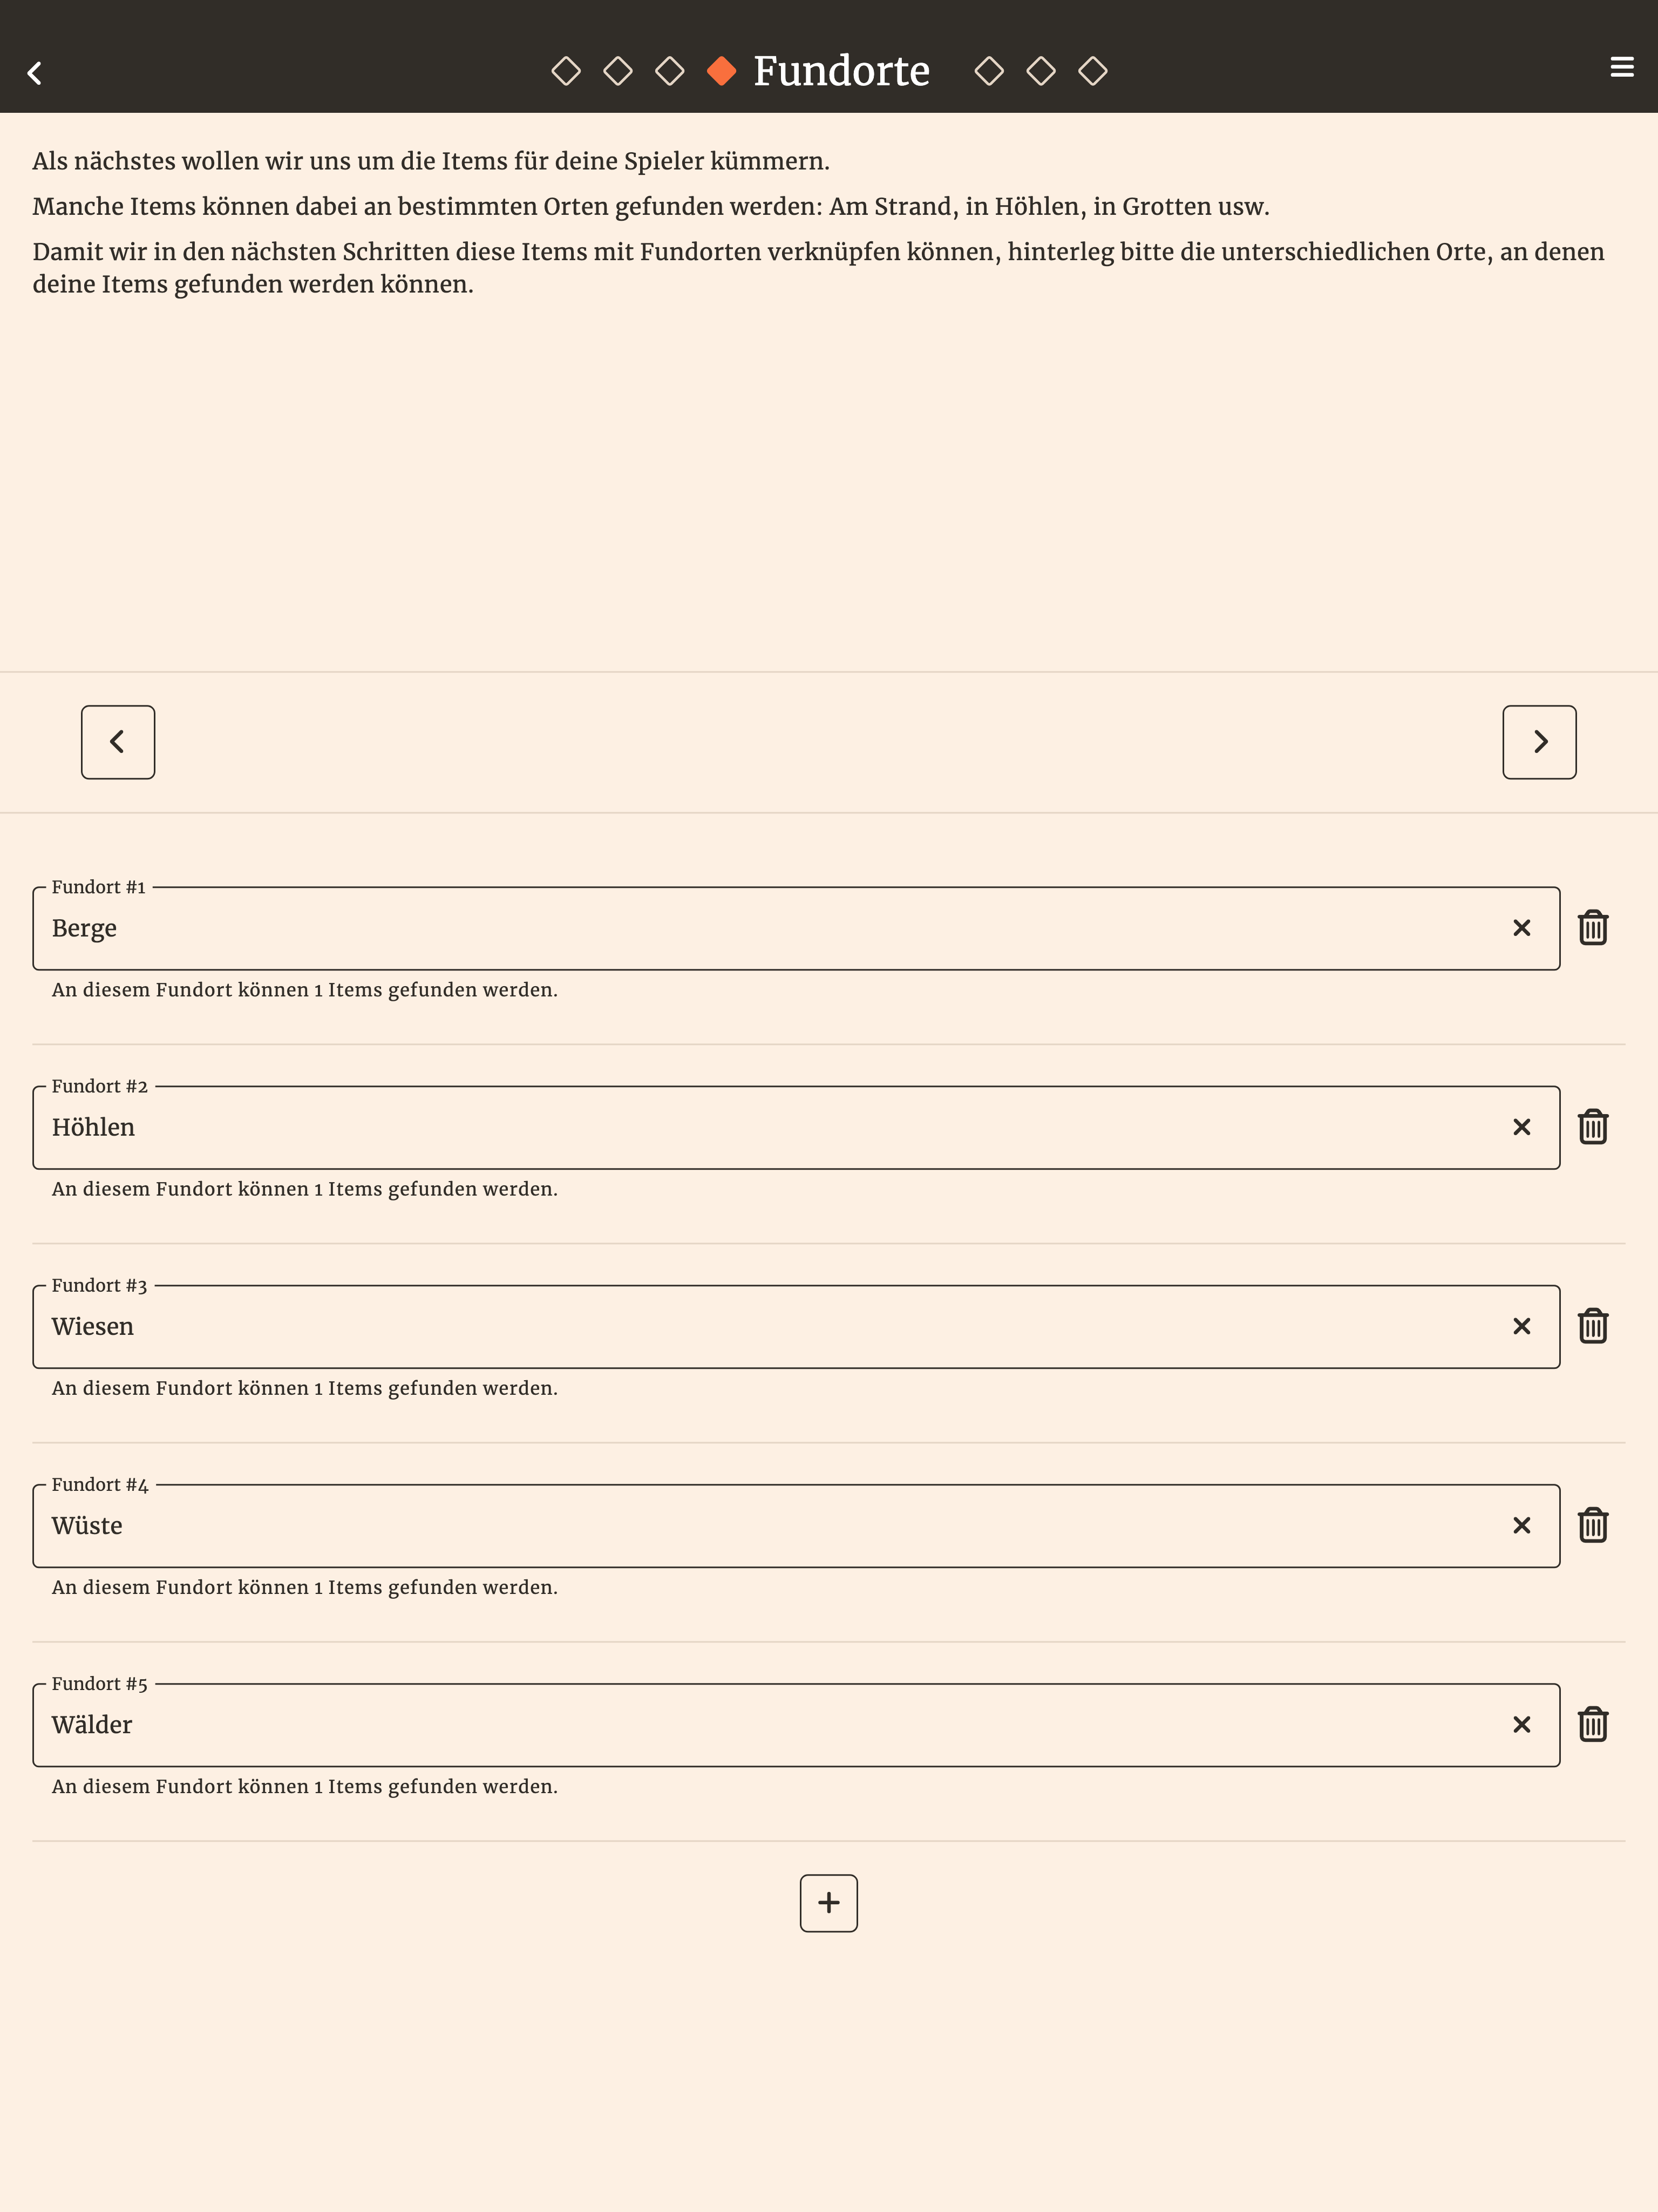 Fundorte
Als nächstes wollen wir uns um die Items für deine Spieler kümmern.
Manche Items können dabei an bestimmten Orten gefunden werden: Am Strand, in Höhlen, in Grotten usw.
Damit wir in den nächsten Schritten diese Items mit Fundorten verknüpfen können, hinterleg bitte die unterschiedlichen Orte, an denen
deine Items gefunden werden können.
Fundort #1
Berge
An diesem Fundort können 1 Items gefunden werden.
Fundort #2
Höhlen
An diesem Fundort können 1 Items gefunden werden.
Fundort #3
Wiesen
An diesem Fundort können 1 Items gefunden werden.
Fundort #4
Wüste
An diesem Fundort können 1 Items gefunden werden.
Fundort #5
Wälder
An diesem Fundort können 1 Items gefunden werden.